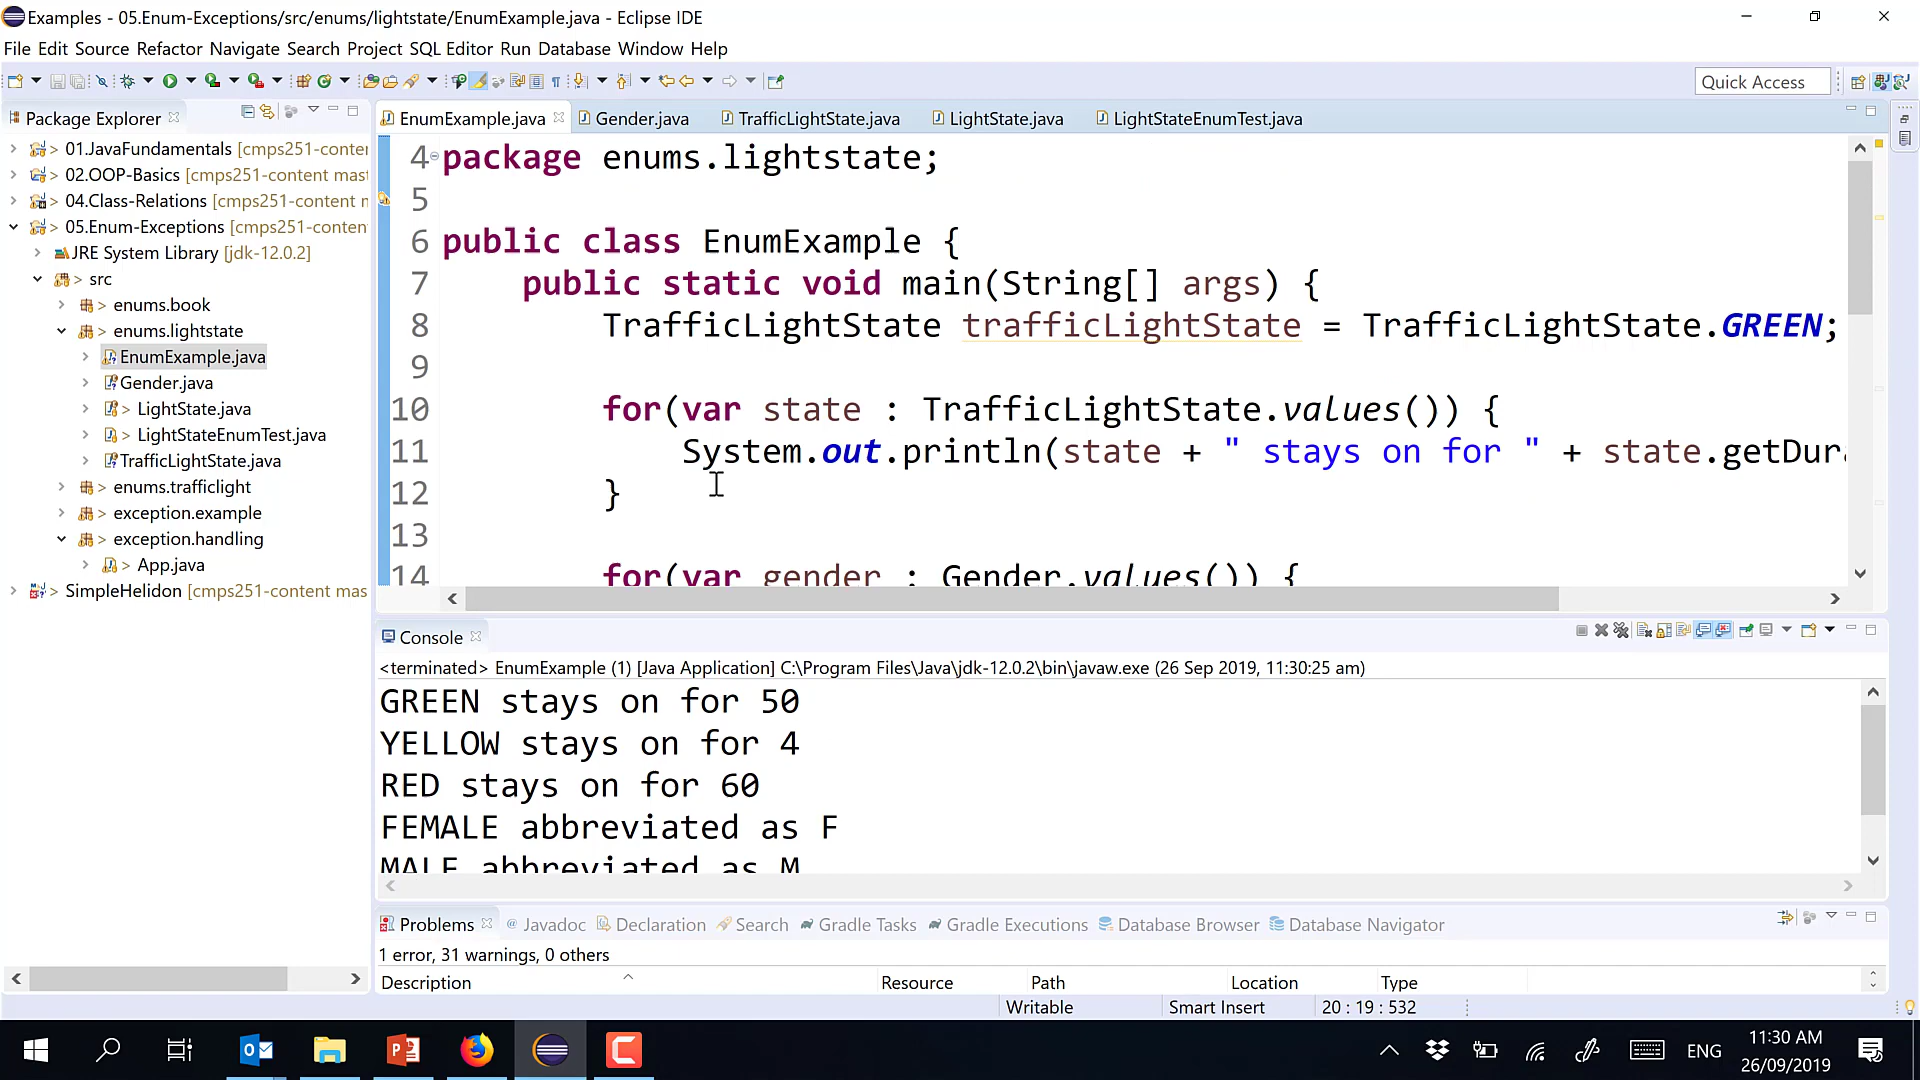 Examples - 05.Enum-Exceptions/src/enums/lightstate/EnumExample.java - Eclipse IDE
File Edit Source Refactor Navigate Search Project SQL Editor Run Database Window Help
Quick Access
Package Explorer
> 01.JavaFundamentals [cmps251-conter
> 02.OOP-Basics [cmps251-content mast
> 04.Class-Relations [cmps251-content m
> 05.Enum-Exceptions [cmps251-conten
JRE System Library [jdk-12.0.2]
> src
> enums.book
> enums.lightstate
EnumExample.java
Gender.java
> LightState.java
> LightStateEnumTest.java
TrafficLightState.java
> enums.trafficlight
> exception.example
> exception.handling
> App.java
> SimpleHelidon [cmps251-content mas
EnumExample.java Gender.java TrafficLightState.java LightState.java LightStateEnumTest.java
4 package enums.lightstate;
5
6 public class EnumExample {
7 public static void main(String[] args) {
8 TrafficLightState trafficLightState = TrafficLightState.GREEN;
9
10 for(var state : TrafficLightState.values()) {
11 System.out.println(state + " stays on for " + state.getDura
12 }
13
14 for(var gender : Gender.values()) {
Console
<terminated> EnumExample (1) [Java Application] C:\Program Files\Java\jdk-12.0.2\bin\javaw.exe (26 Sep 2019, 11:30:25 am)
GREEN stays on for 50
YELLOW stays on for 4
RED stays on for 60
FEMALE abbreviated as F
MALE abbreviated as M
Problems Javadoc Declaration Search Gradle Tasks Gradle Executions Database Browser Database Navigator
1 error, 31 warnings, 0 others
Description Resource Path Location Type
Writable Smart Insert 20 : 19 : 532
ENG
11:30 AM
26/09/2019